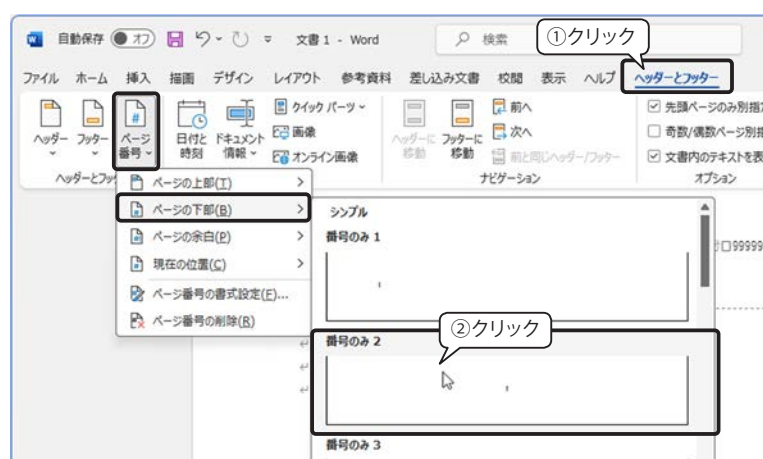 自動保存 オフ 文書 1 - Word 検索
①クリック
ファイル ホーム 挿入 描画 デザイン レイアウト 参考資料 差し込み文書 校閲 表示 ヘルプ ヘッダーとフッター
ヘッダー フッター ページ番号 日付と時刻 ドキュメント情報 クイック パーツ 画像 オンライン画像
ヘッダーに移動 フッターに移動 前へ 次へ 前と同じヘッダー/フッター
先頭ページのみ別指定
奇数/偶数ページ別指
文書内のテキストを表
ヘッダーとフッ
ナビゲーション
オプション
ページの上部(T)
ページの下部(B)
ページの余白(P)
現在の位置(C)
ページ番号の書式設定(F)...
ページ番号の削除(R)
シンプル
番号のみ 1
1
99999
②クリック
番号のみ 2
1
番号のみ 3